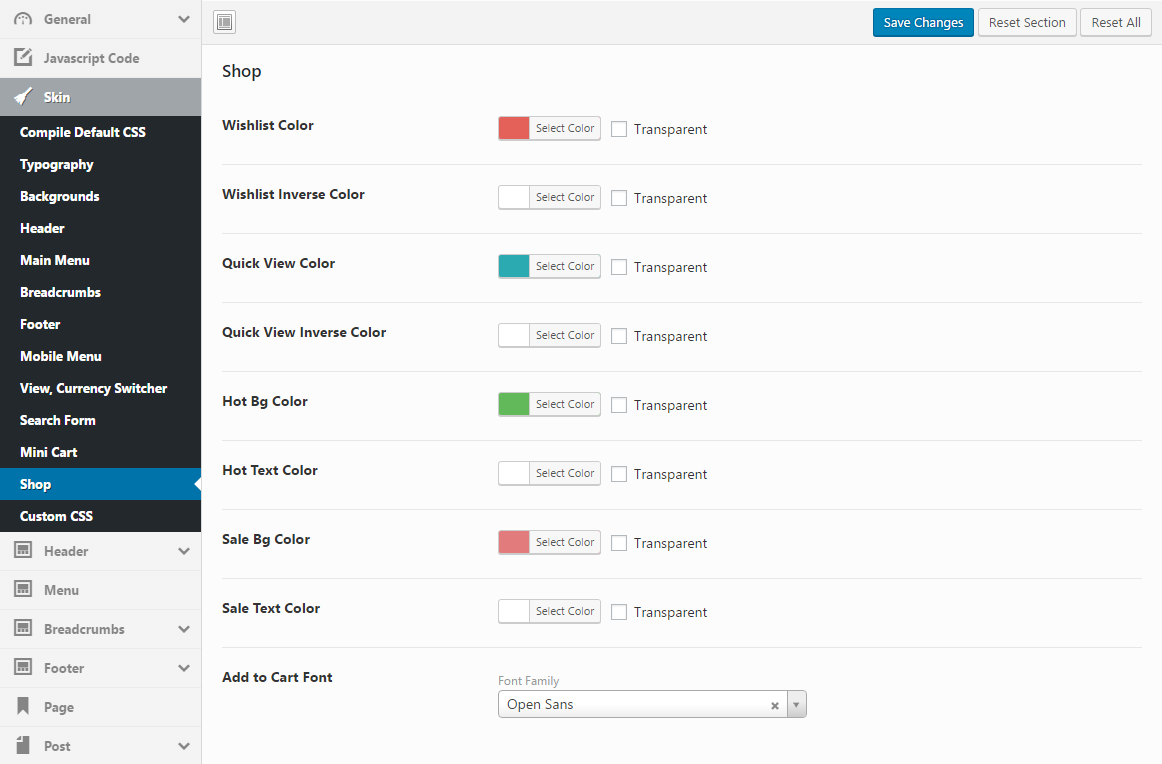 General
Javascript Code
Skin
Compile Default CSS
Typography
Backgrounds
Header
Main Menu
Breadcrumbs
Footer
Mobile Menu
View, Currency Switcher
Search Form
Mini Cart
Shop
Custom CSS
Header
Menu
Breadcrumbs
Footer
Page
Post
Save Changes Reset Section Reset All
Shop
Wishlist Color Select Color Transparent
Wishlist Inverse Color Select Color Transparent
Quick View Color Select Color Transparent
Quick View Inverse Color Select Color Transparent
Hot Bg Color Select Color Transparent
Hot Text Color Select Color Transparent
Sale Bg Color Select Color Transparent
Sale Text Color Select Color Transparent
Add to Cart Font
Font Family
Open Sans